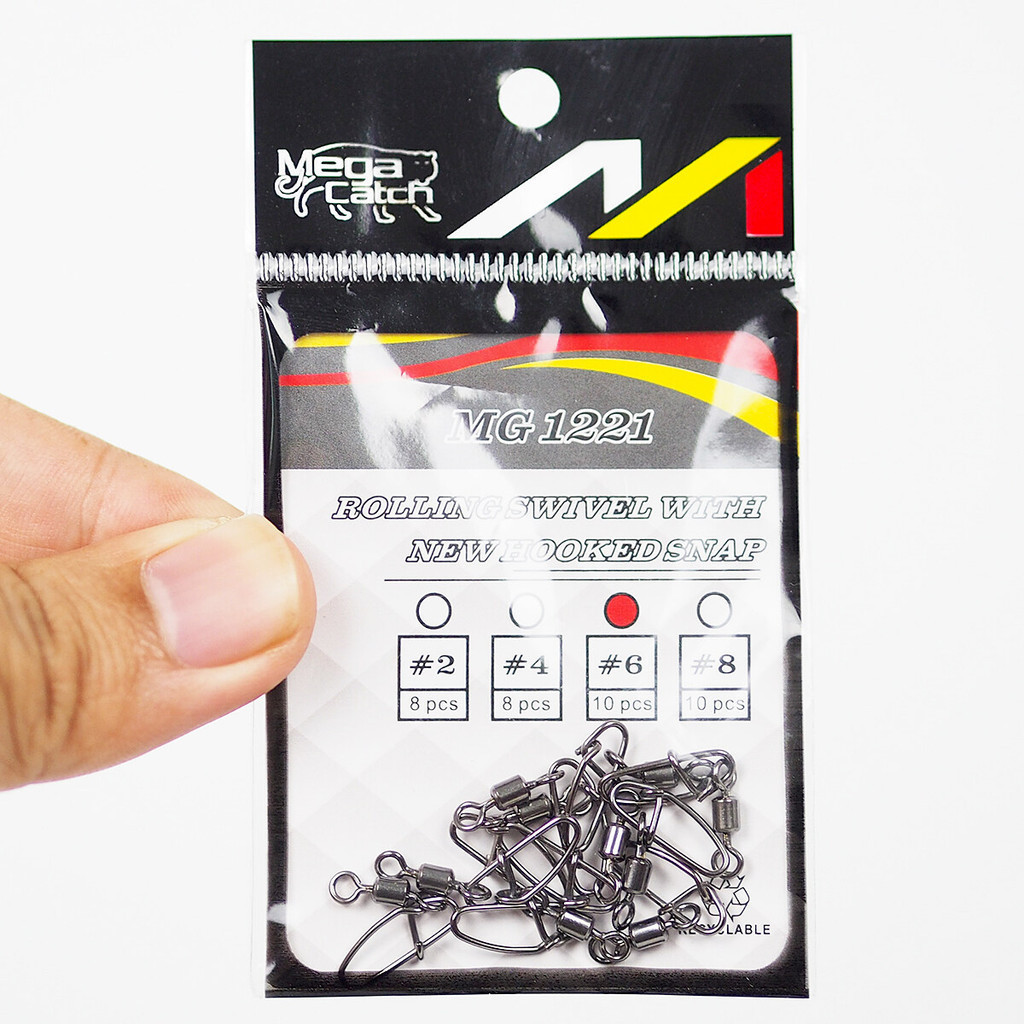 Mega
Catch
MG 1221
ROLLING SWIVEL WITH
NEW HOOKED SNAP
#2 #4 #6 #8
8 pcs 8 pcs 10 pcs 10 pcs
RECYCLABLE